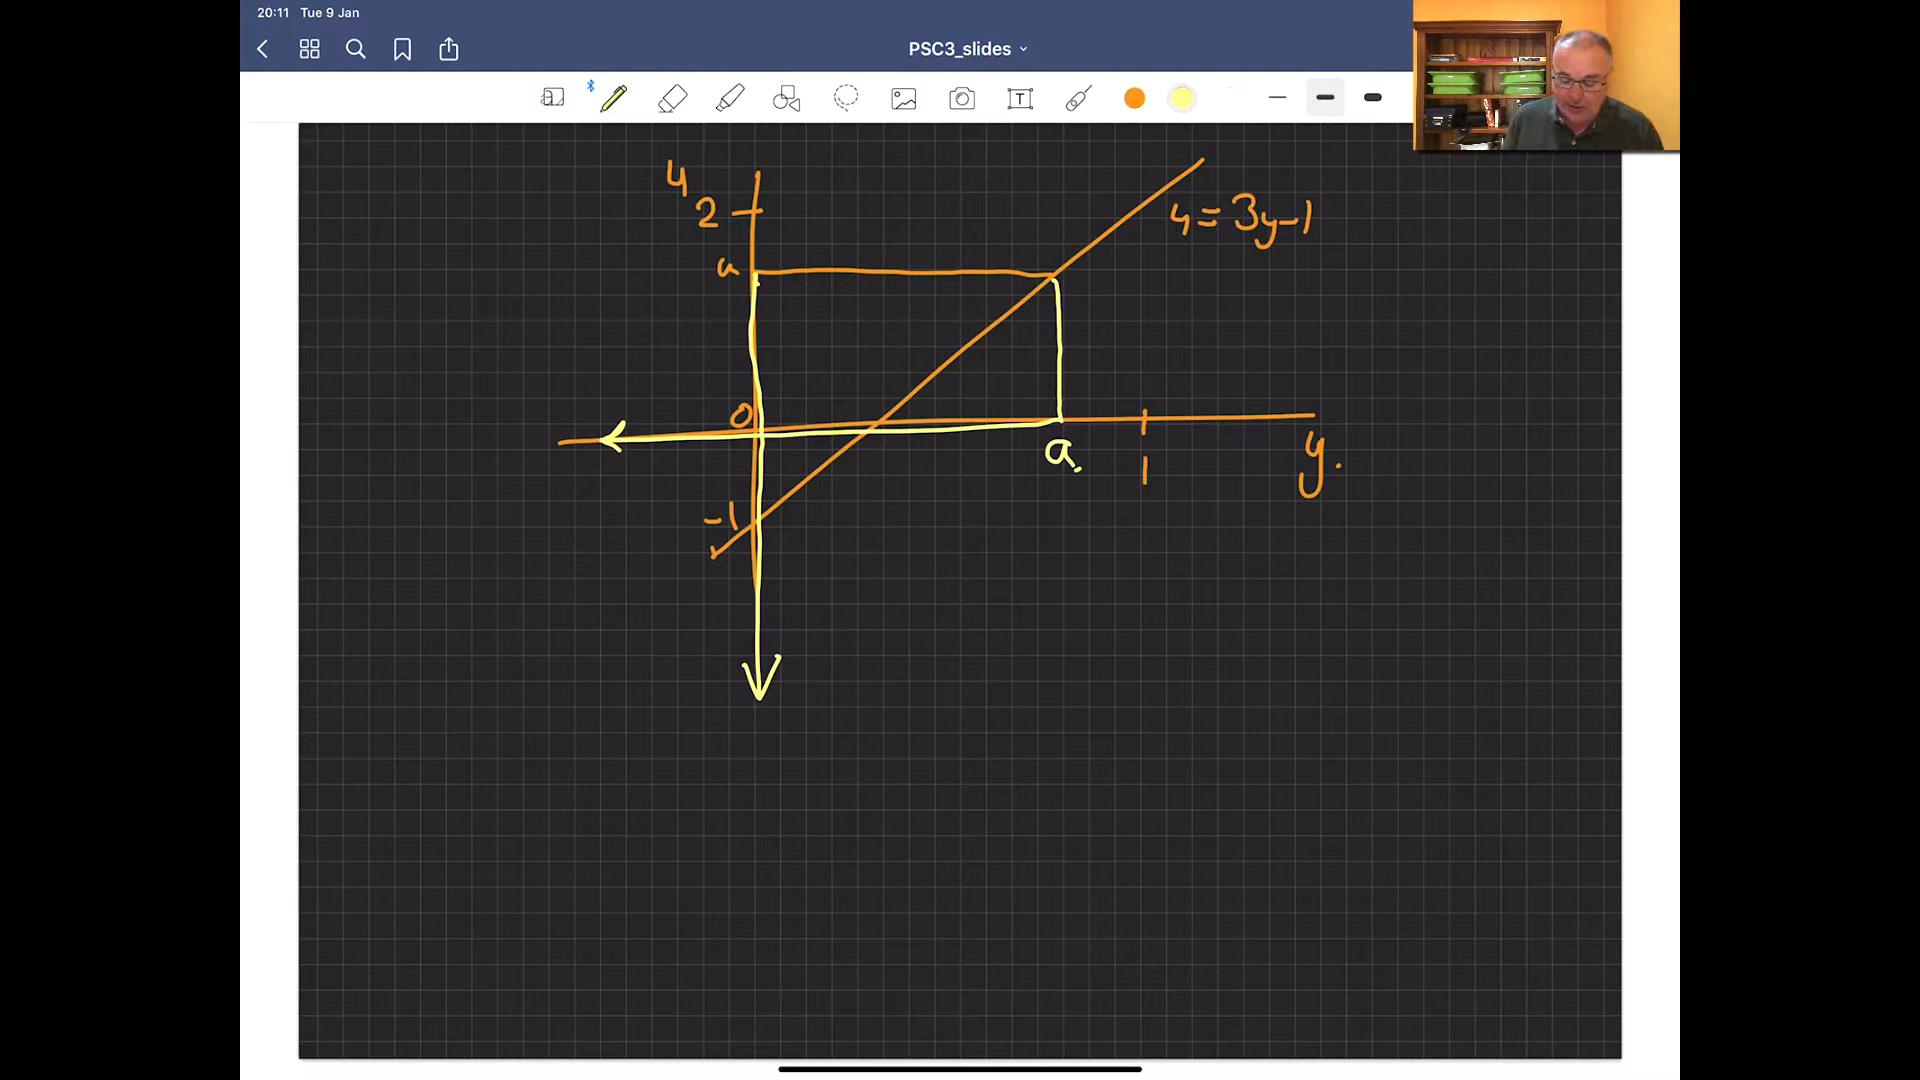 20:11 Tue 9 Jan
PSC3_slides
T
4
2
4 = 3y-1
a
0
a
1
y.
-1